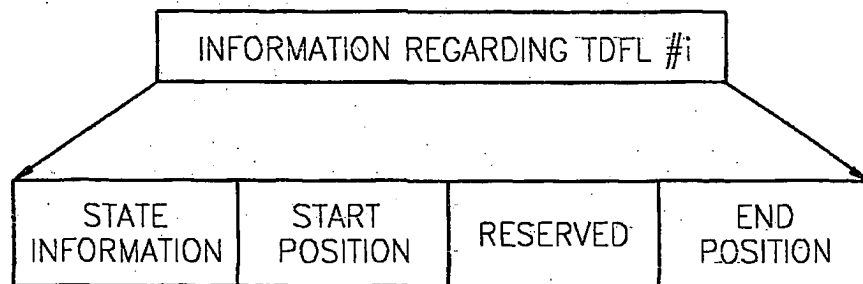 INFORMATION REGARDING TDFL #i
STATE INFORMATION
START POSITION
RESERVED
END POSITION